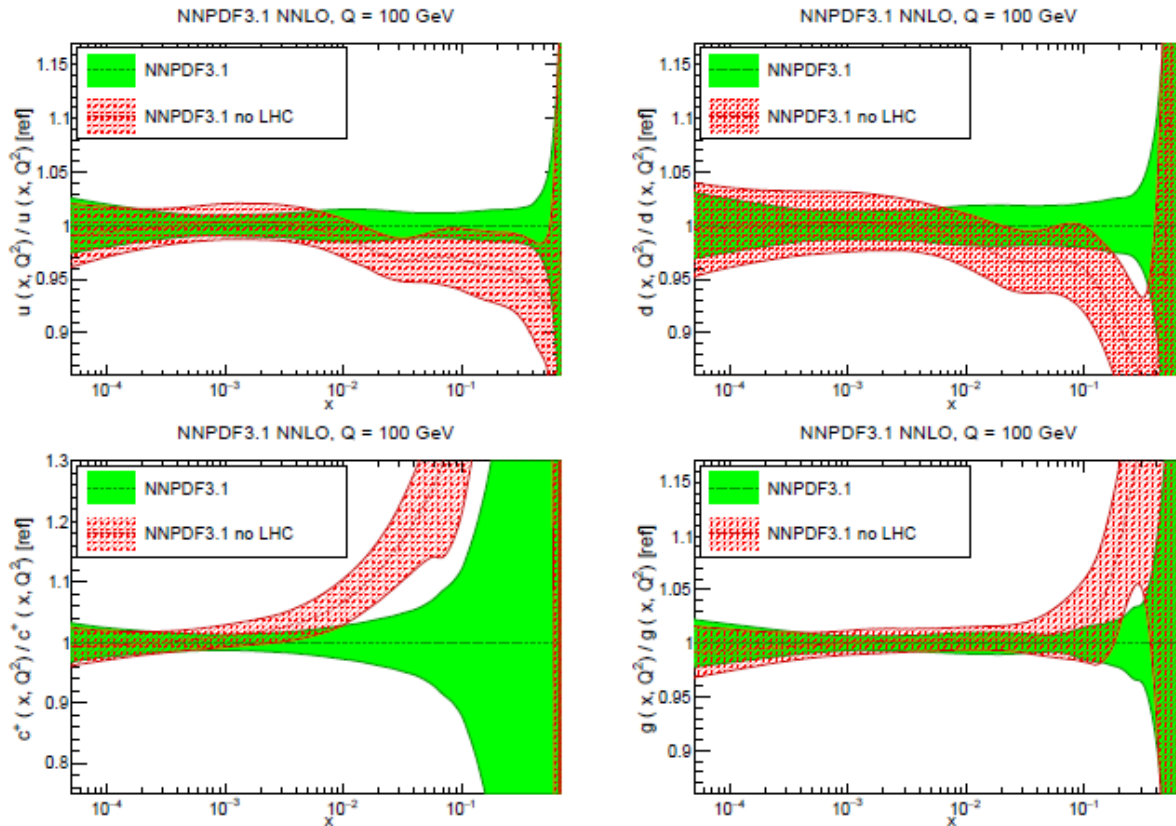 NNPDF3.1 NNLO, Q = 100 GeV
1.15
1.1
1.05
1
0.95
0.9
u ( x, Q²) / u ( x, Q²) [ref]
NNPDF3.1
NNPDF3.1 no LHC
10⁻⁴ 10⁻³ 10⁻² 10⁻¹
x
NNPDF3.1 NNLO, Q = 100 GeV
1.15
1.1
1.05
1
0.95
0.9
d ( x, Q²) / d ( x, Q²) [ref]
NNPDF3.1
NNPDF3.1 no LHC
10⁻⁴ 10⁻³ 10⁻² 10⁻¹
x
NNPDF3.1 NNLO, Q = 100 GeV
1.3
1.2
1.1
1
0.9
0.8
c⁺ ( x, Q²) / c⁺ ( x, Q²) [ref]
NNPDF3.1
NNPDF3.1 no LHC
10⁻⁴ 10⁻³ 10⁻² 10⁻¹
x
NNPDF3.1 NNLO, Q = 100 GeV
1.15
1.1
1.05
1
0.95
0.9
g ( x, Q²) / g ( x, Q²) [ref]
NNPDF3.1
NNPDF3.1 no LHC
10⁻⁴ 10⁻³ 10⁻² 10⁻¹
x